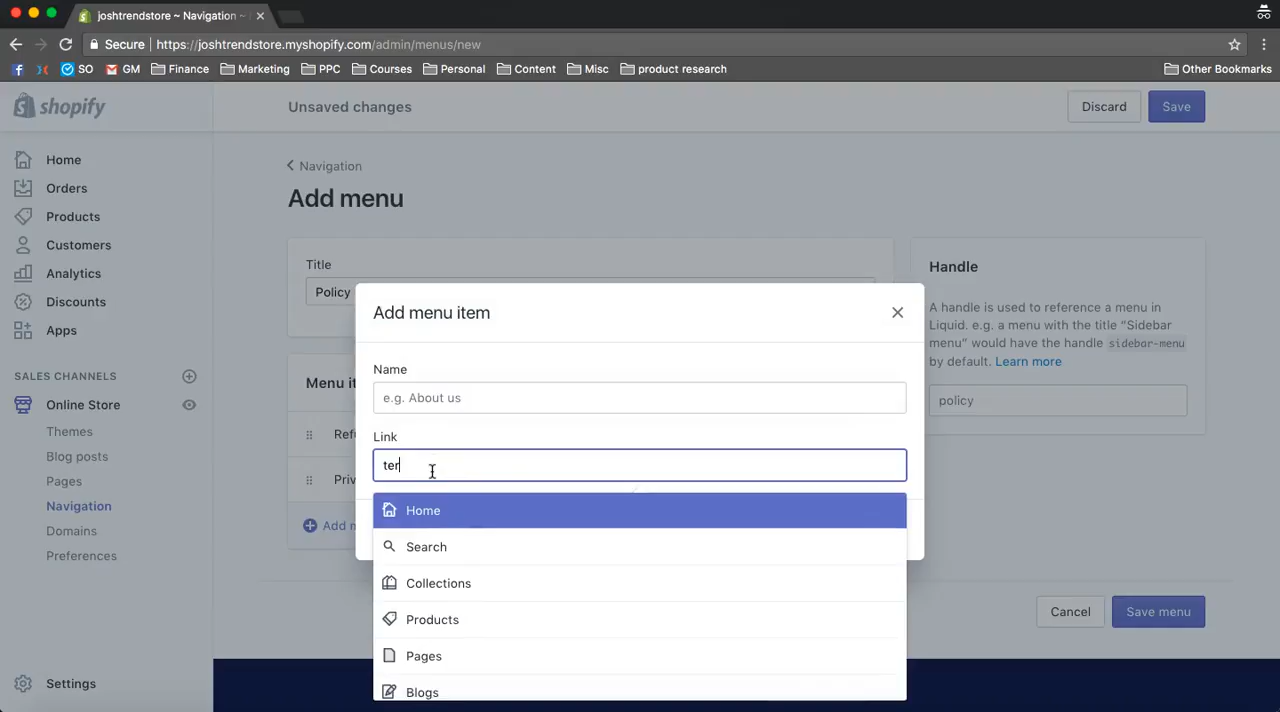 joshtrendstore ~ Navigation ~
Secure
https://joshtrendstore.myshopify.com/admin/menus/new
SO
GM
Finance
Marketing
PPC
Courses
Personal
Content
Misc
product research
Other Bookmarks
shopify
Unsaved changes
Discard
Save
Home
Orders
Products
Customers
Analytics
Discounts
Apps
SALES CHANNELS
Online Store
Themes
Blog posts
Pages
Navigation
Domains
Preferences
Settings
Navigation
Add menu
Title
Policy
Menu it
Ref
Priv
Add m
Handle
A handle is used to reference a menu in
Liquid. e.g. a menu with the title “Sidebar
menu” would have the handle sidebar-menu
by default. Learn more
policy
Add menu item
Name
e.g. About us
Link
ter
Home
Search
Collections
Products
Pages
Blogs
Cancel
Save menu